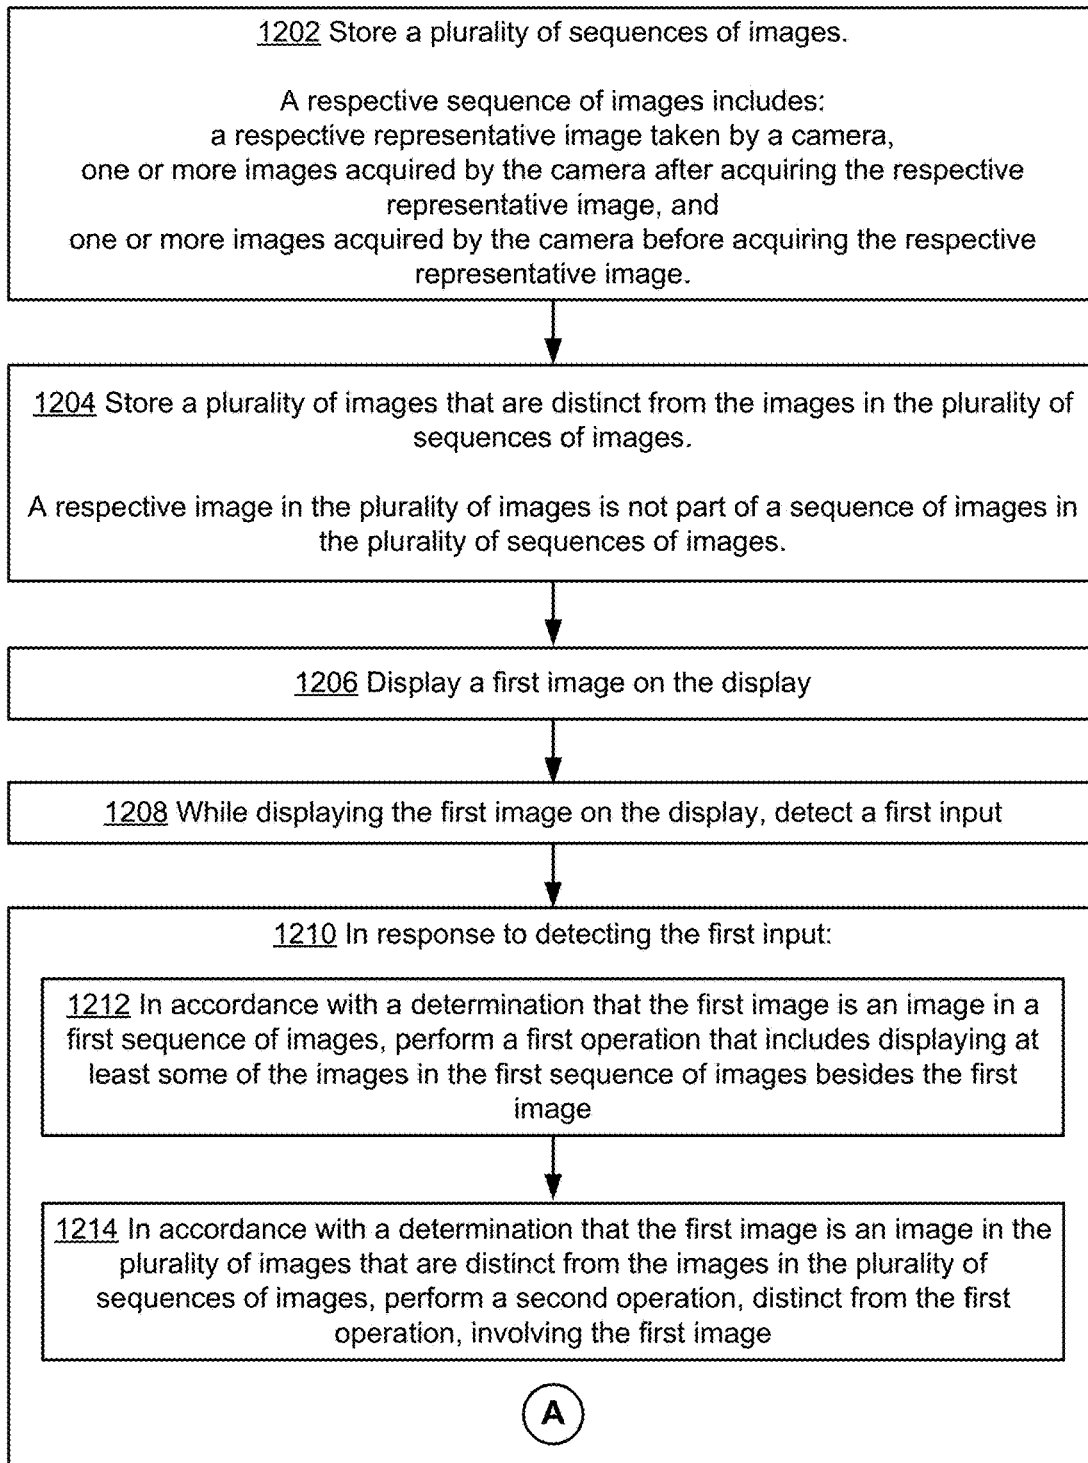 1202 Store a plurality of sequences of images.
A respective sequence of images includes:
a respective representative image taken by a camera,
one or more images acquired by the camera after acquiring the respective
representative image, and
one or more images acquired by the camera before acquiring the respective
representative image.
1204 Store a plurality of images that are distinct from the images in the plurality of
sequences of images.
A respective image in the plurality of images is not part of a sequence of images in
the plurality of sequences of images.
1206 Display a first image on the display
1208 While displaying the first image on the display, detect a first input
1210 In response to detecting the first input:
1212 In accordance with a determination that the first image is an image in a
first sequence of images, perform a first operation that includes displaying at
least some of the images in the first sequence of images besides the first
image
1214 In accordance with a determination that the first image is an image in the
plurality of images that are distinct from the images in the plurality of
sequences of images, perform a second operation, distinct from the first
operation, involving the first image
A